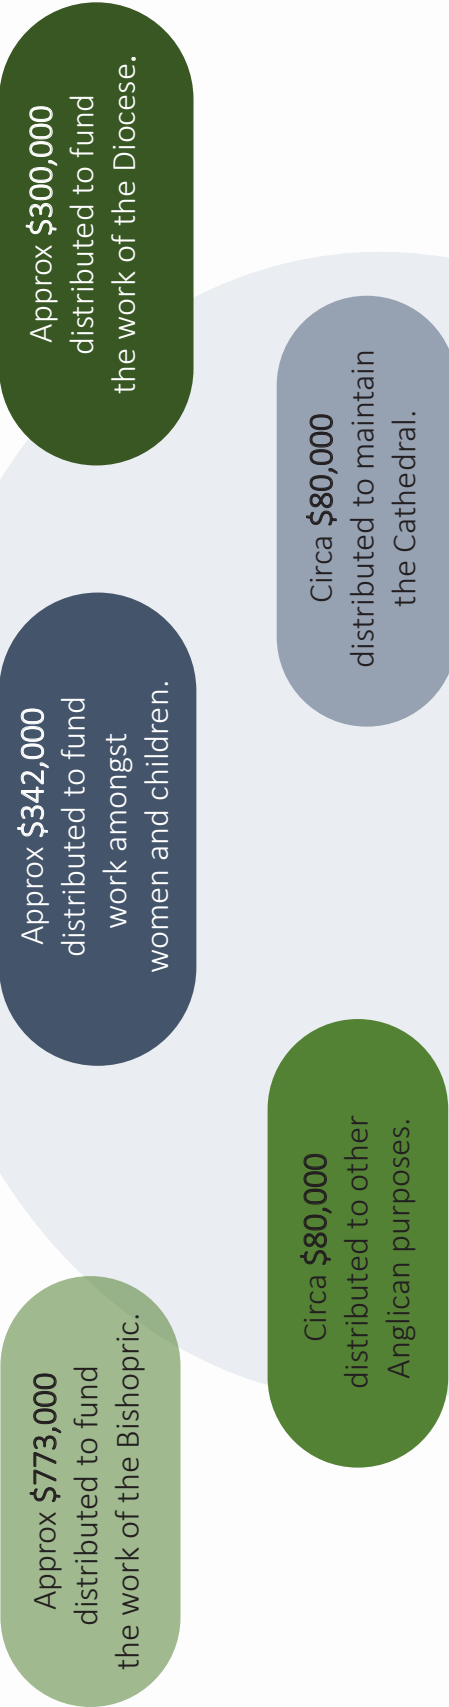 Approx $773,000
distributed to fund
the work of the Bishopric.
Approx $342,000
distributed to fund
work amongst
women and children.
Approx $300,000
distributed to fund
the work of the Diocese.
Circa $80,000
distributed to other
Anglican purposes.
Circa $80,000
distributed to maintain
the Cathedral.